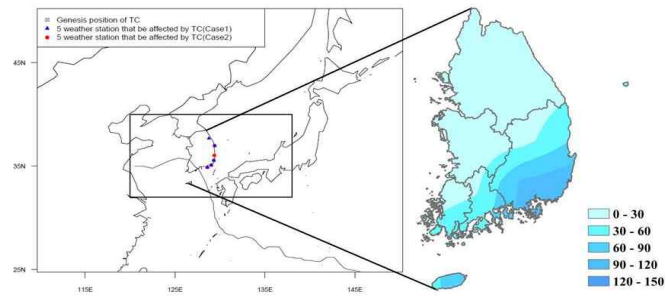 Genesis position of TC
5 weather station that be affected by TC(Case1)
5 weather station that be affected by TC(Case2)
45N
35N
25N
115E
125E
135E
145E
0 - 30
30 - 60
60 - 90
90 - 120
120 - 150